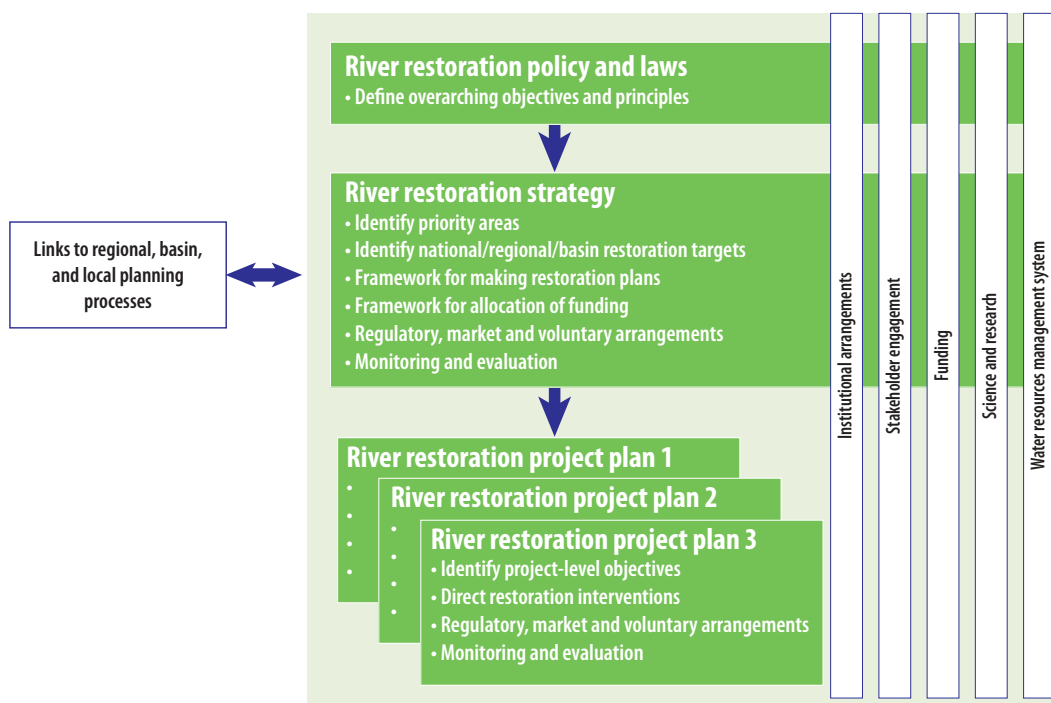 River restoration policy and laws
• Define overarching objectives and principles
River restoration strategy
• Identify priority areas
• Identify national/regional/basin restoration targets
• Framework for making restoration plans
• Framework for allocation of funding
• Regulatory, market and voluntary arrangements
• Monitoring and evaluation
Links to regional, basin,
and local planning
processes
River restoration project plan 1
•
•
•
•
River restoration project plan 2
•
•
•
•
River restoration project plan 3
• Identify project-level objectives
• Direct restoration interventions
• Regulatory, market and voluntary arrangements
• Monitoring and evaluation
Institutional arrangements
Stakeholder engagement
Funding
Science and research
Water resources management system